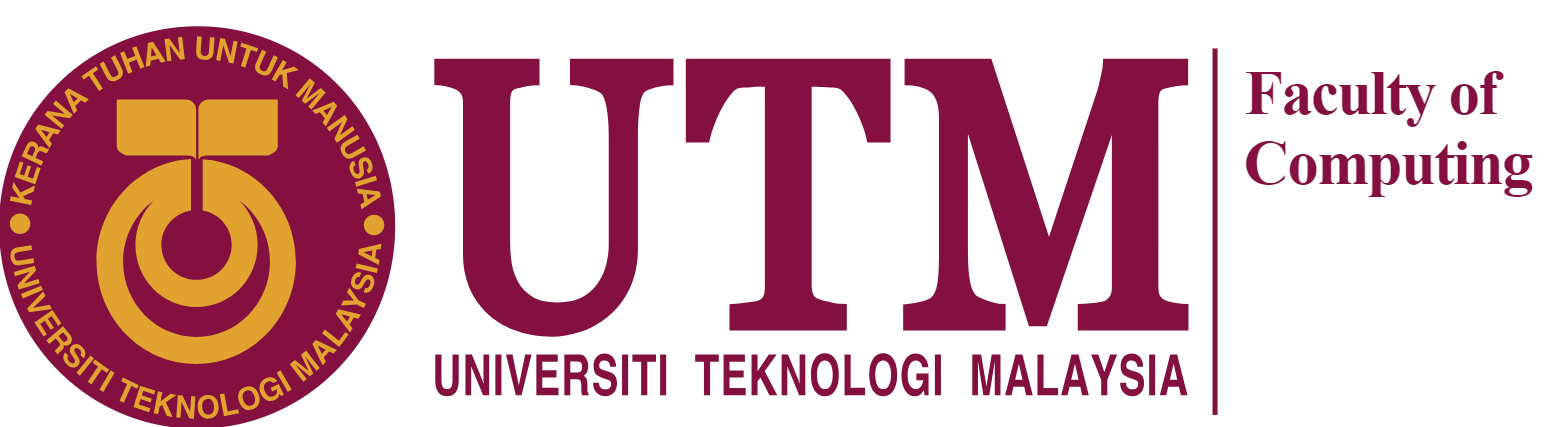 KERANA TUHAN UNTUK MANUSIA
UNIVERSITI TEKNOLOGI MALAYSIA
UTM
UNIVERSITI TEKNOLOGI MALAYSIA
Faculty of
Computing